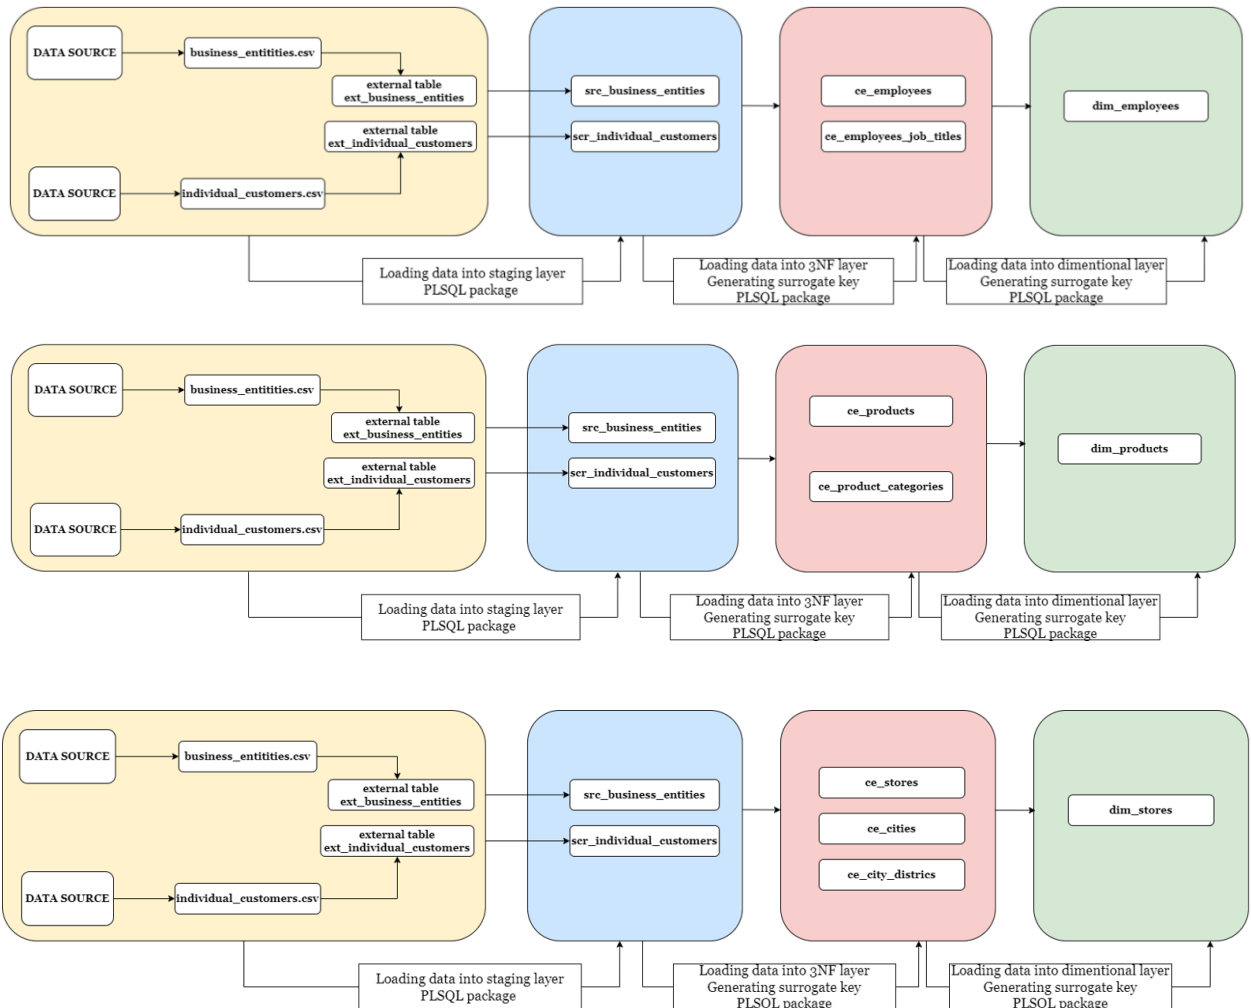 DATA SOURCE
business_entitities.csv
external table
ext_business_entities
external table
ext_individual_customers
DATA SOURCE
individual_customers.csv
src_business_entities
scr_individual_customers
ce_employees
ce_employees_job_titles
dim_employees
Loading data into staging layer
PLSQL package
Loading data into 3NF layer
Generating surrogate key
PLSQL package
Loading data into dimentional layer
Generating surrogate key
PLSQL package
DATA SOURCE
business_entitities.csv
external table
ext_business_entities
external table
ext_individual_customers
DATA SOURCE
individual_customers.csv
src_business_entities
scr_individual_customers
ce_products
ce_product_categories
dim_products
Loading data into staging layer
PLSQL package
Loading data into 3NF layer
Generating surrogate key
PLSQL package
Loading data into dimentional layer
Generating surrogate key
PLSQL package
DATA SOURCE
business_entitities.csv
external table
ext_business_entities
external table
ext_individual_customers
DATA SOURCE
individual_customers.csv
src_business_entities
scr_individual_customers
ce_stores
ce_cities
ce_city_districs
dim_stores
Loading data into staging layer
PLSQL package
Loading data into 3NF layer
Generating surrogate key
PLSQL package
Loading data into dimentional layer
Generating surrogate key
PLSQL package